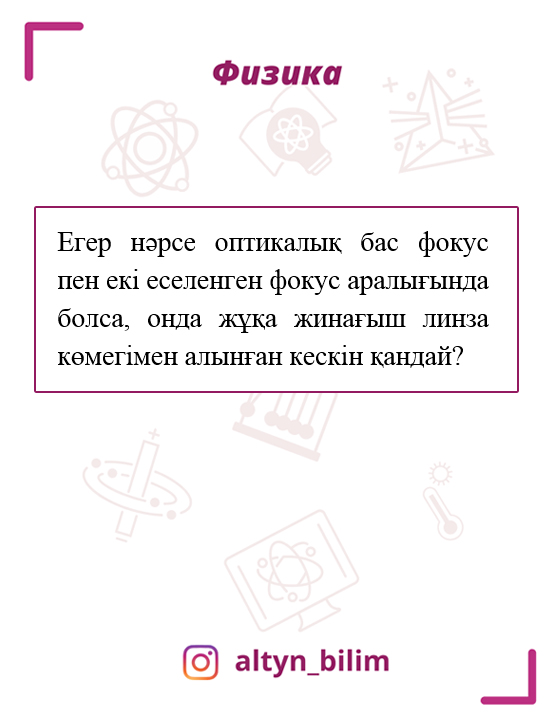 Физика
Егер нәрсе оптикалық бас фокус
пен екі еселенген фокус аралығында
болса, онда жұқа жинағыш линза
көмегімен алынған кескін қандай?
altyn_bilim